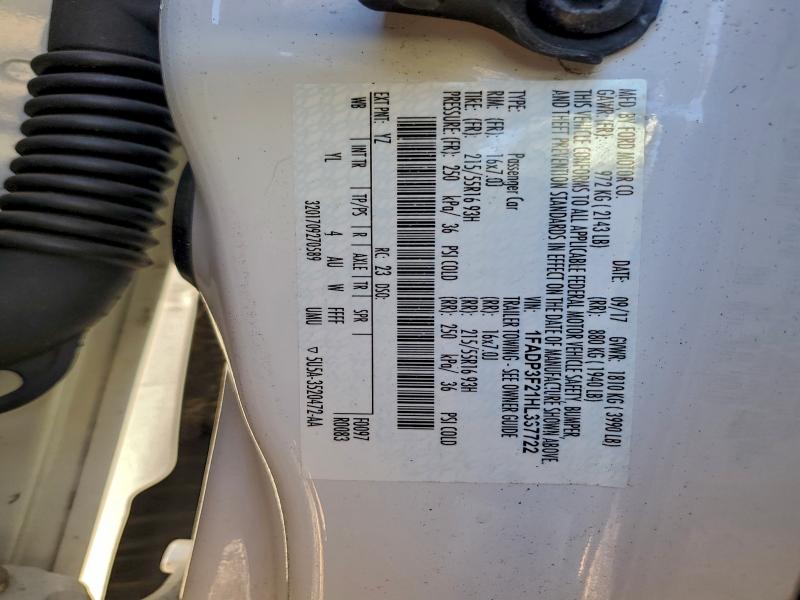 MFD. BY FORD MOTOR CO.
DATE: 09/17 GVWR: 1810 KG ( 3990 LB)
GAWR: (FR): 972 KG ( 2143 LB) (RR): 880 KG ( 1940 LB)
THIS VEHICLE CONFORMS TO ALL APPLICABLE FEDERAL MOTOR VEHICLE SAFETY, BUMPER,
AND THEFT PREVENTION STANDARDS IN EFFECT ON THE DATE OF MANUFACTURE SHOWN ABOVE.
VIN: 1FADP3F21HL337722
TYPE: Passenger Car TRAILER TOWING - SEE OWNER GUIDE
RIM: (FR): 16x7.0J (RR): 16x7.0J
TIRE: (FR): 215/55R16 93H (RR): 215/55R16 93H
PRESSURE: (FR): 250 kPa/ 36 PSI COLD (RR): 250 kPa/ 36 PSI COLD
EXT PNT: YZ RC: 23 DSO: F0097
WB INT TR TP/PS R AXLE TR SPR R0083
YL 4 AU W FFFF
UNU
3201709270589 ▽ 5U5A-3520472-AA